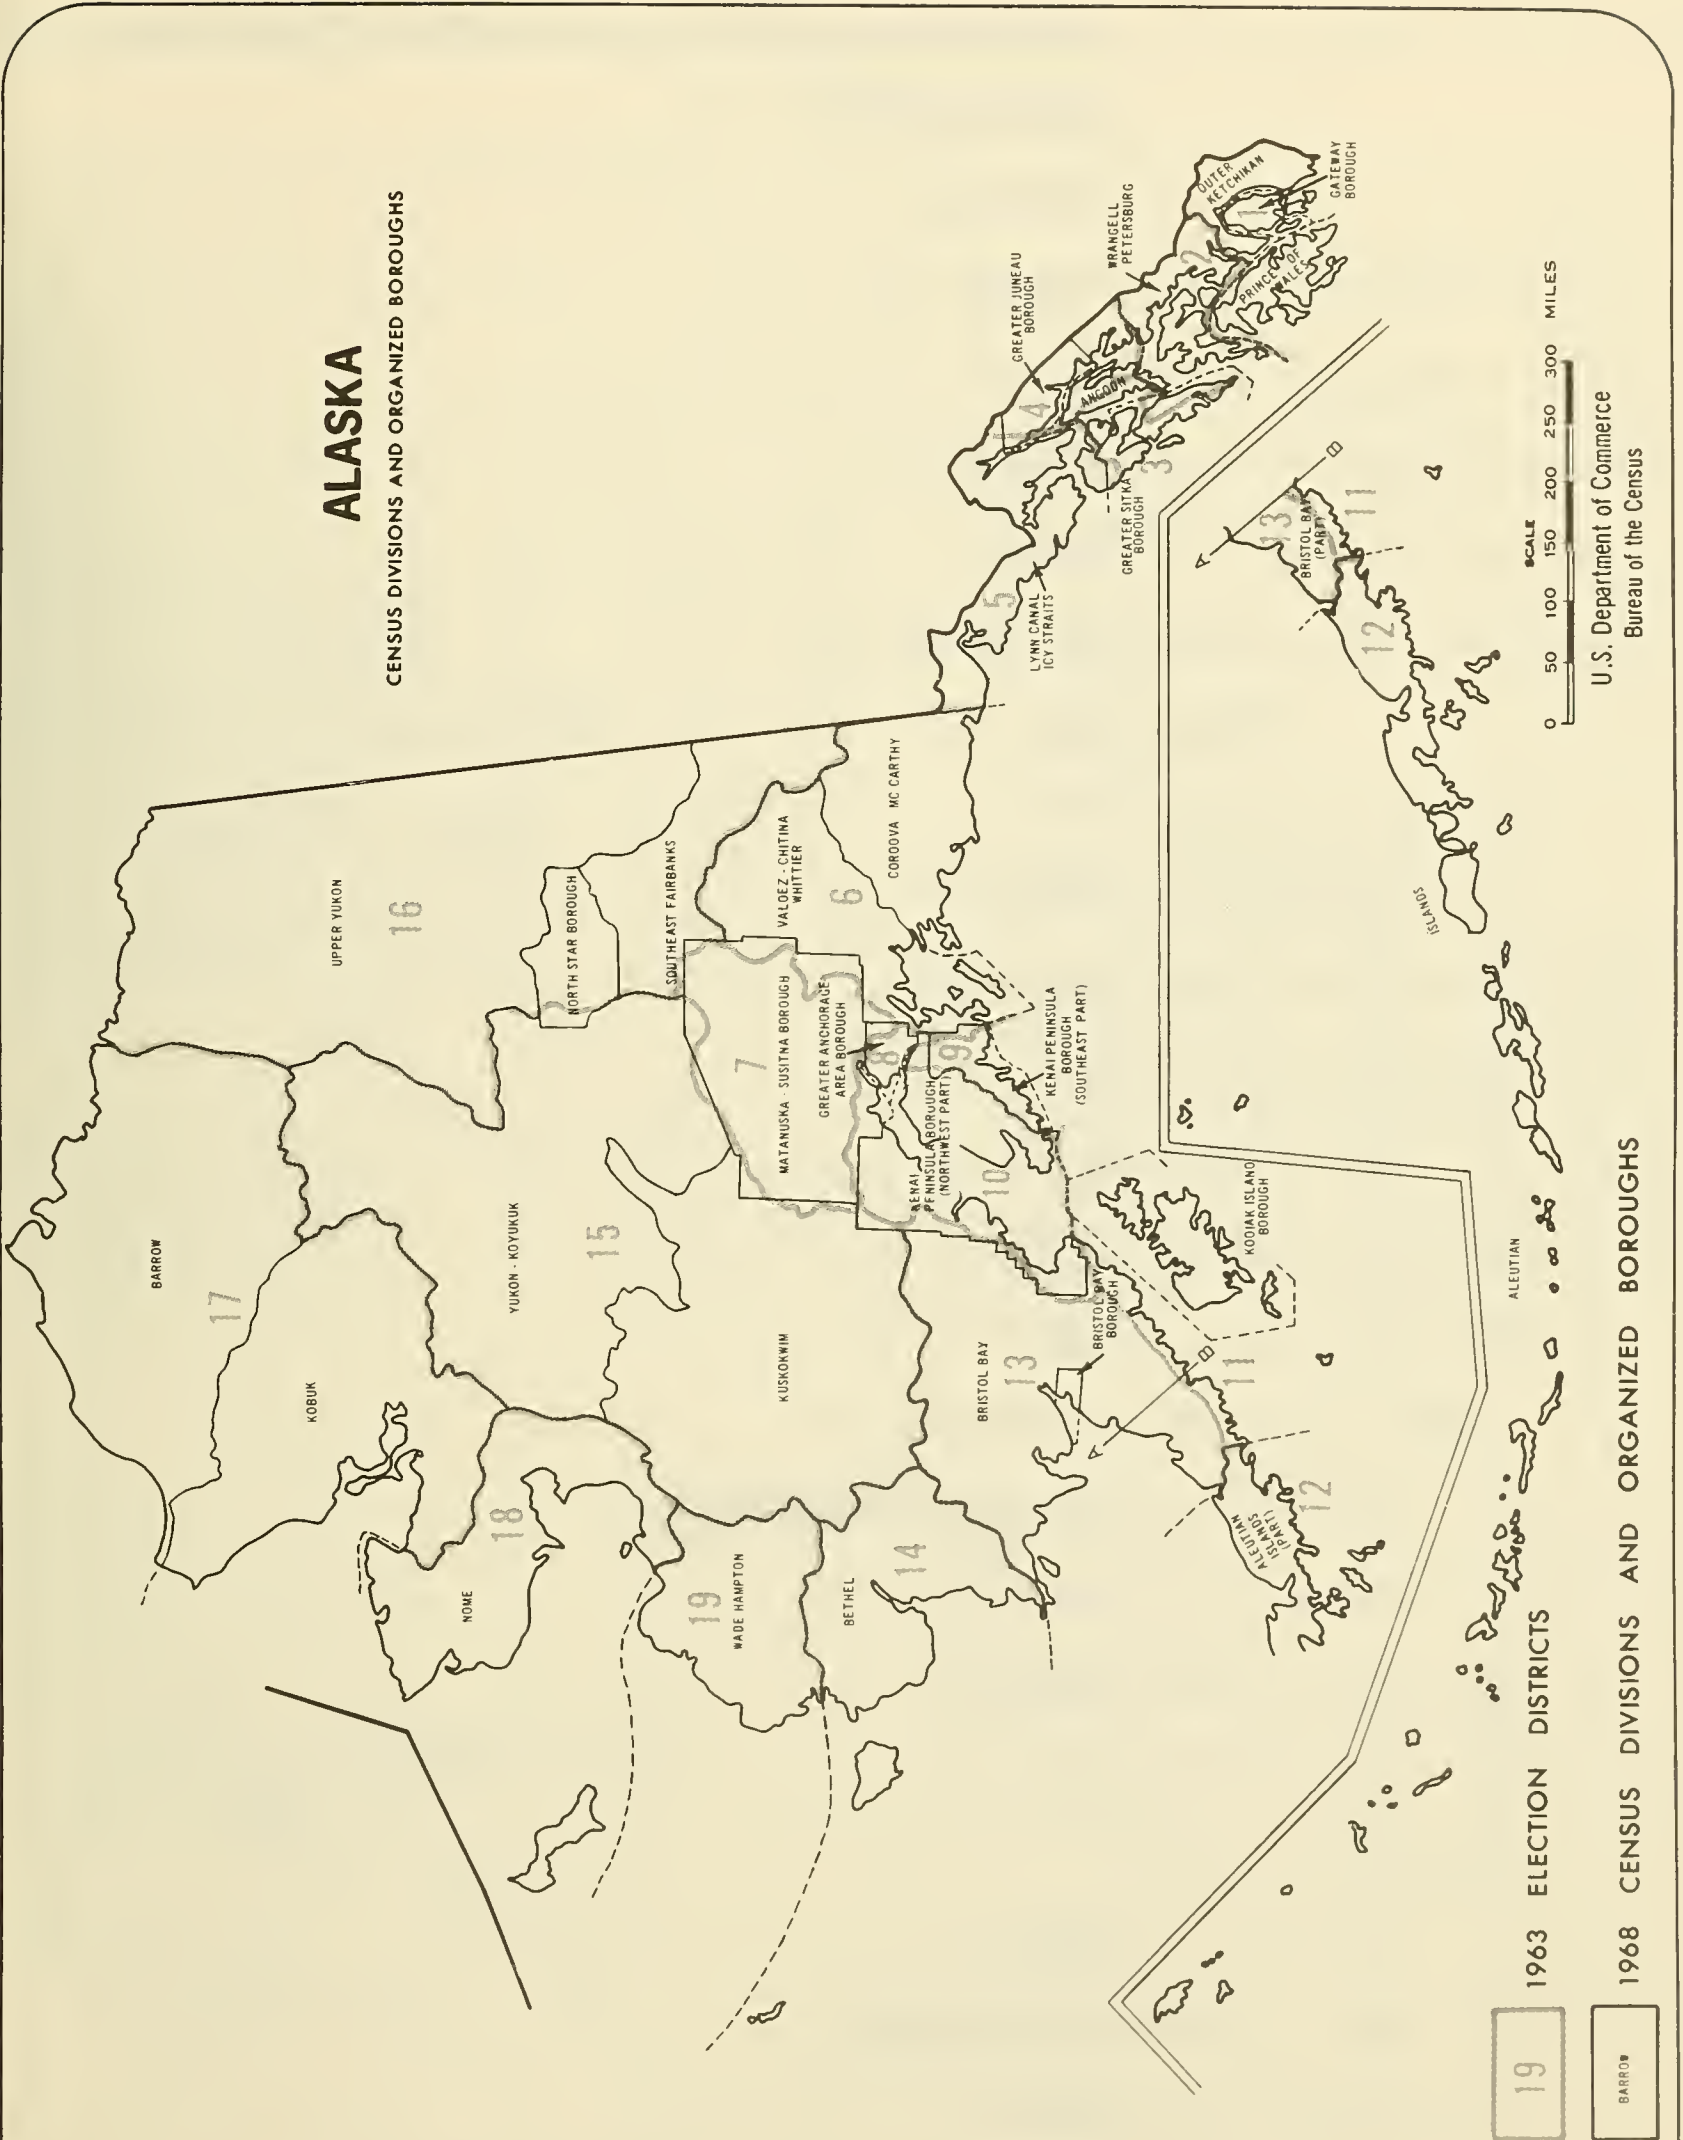 ALASKA
CENSUS DIVISIONS AND ORGANIZED BOROUGHS
BARROW
17
KOBUK
NOME
18
UPPER YUKON
16
YUKON - KOYUKUK
15
NORTH STAR BOROUGH
SOUTHEAST FAIRBANKS
WADE HAMPTON
19
BETHEL
14
KUSKOKWIM
MATANUSKA - SUSITNA BOROUGH
7
VALDEZ - CHITINA
WHITTIER
6
CORDOVA MC CARTHY
GREATER ANCHORAGE
AREA BOROUGH
8
KENAI
PENINSULA BOROUGH
(NORTHWEST PART)
10
9
KENAI PENINSULA
BOROUGH
(SOUTHEAST PART)
BRISTOL BAY
13
BRISTOL BAY
BOROUGH
KODIAK ISLAND
BOROUGH
A
B
11
12
ALEUTIAN
ISLANDS
(PART)
LYNN CANAL
ICY STRAITS
5
GREATER SITKA
BOROUGH
3
GREATER JUNEAU
BOROUGH
4
ANGOON
WRANGELL
PETERSBURG
2
PRINCE OF
WALES
OUTER
KETCHIKAN
1
GATEWAY
BOROUGH
A
B
13
BRISTOL BAY
(PART)
11
12
ALEUTIAN
ISLANDS
SCALE
0 50 100 150 200 250 300 MILES
U.S. Department of Commerce
Bureau of the Census
19
1963 ELECTION DISTRICTS
BARROW
1968 CENSUS DIVISIONS AND ORGANIZED BOROUGHS